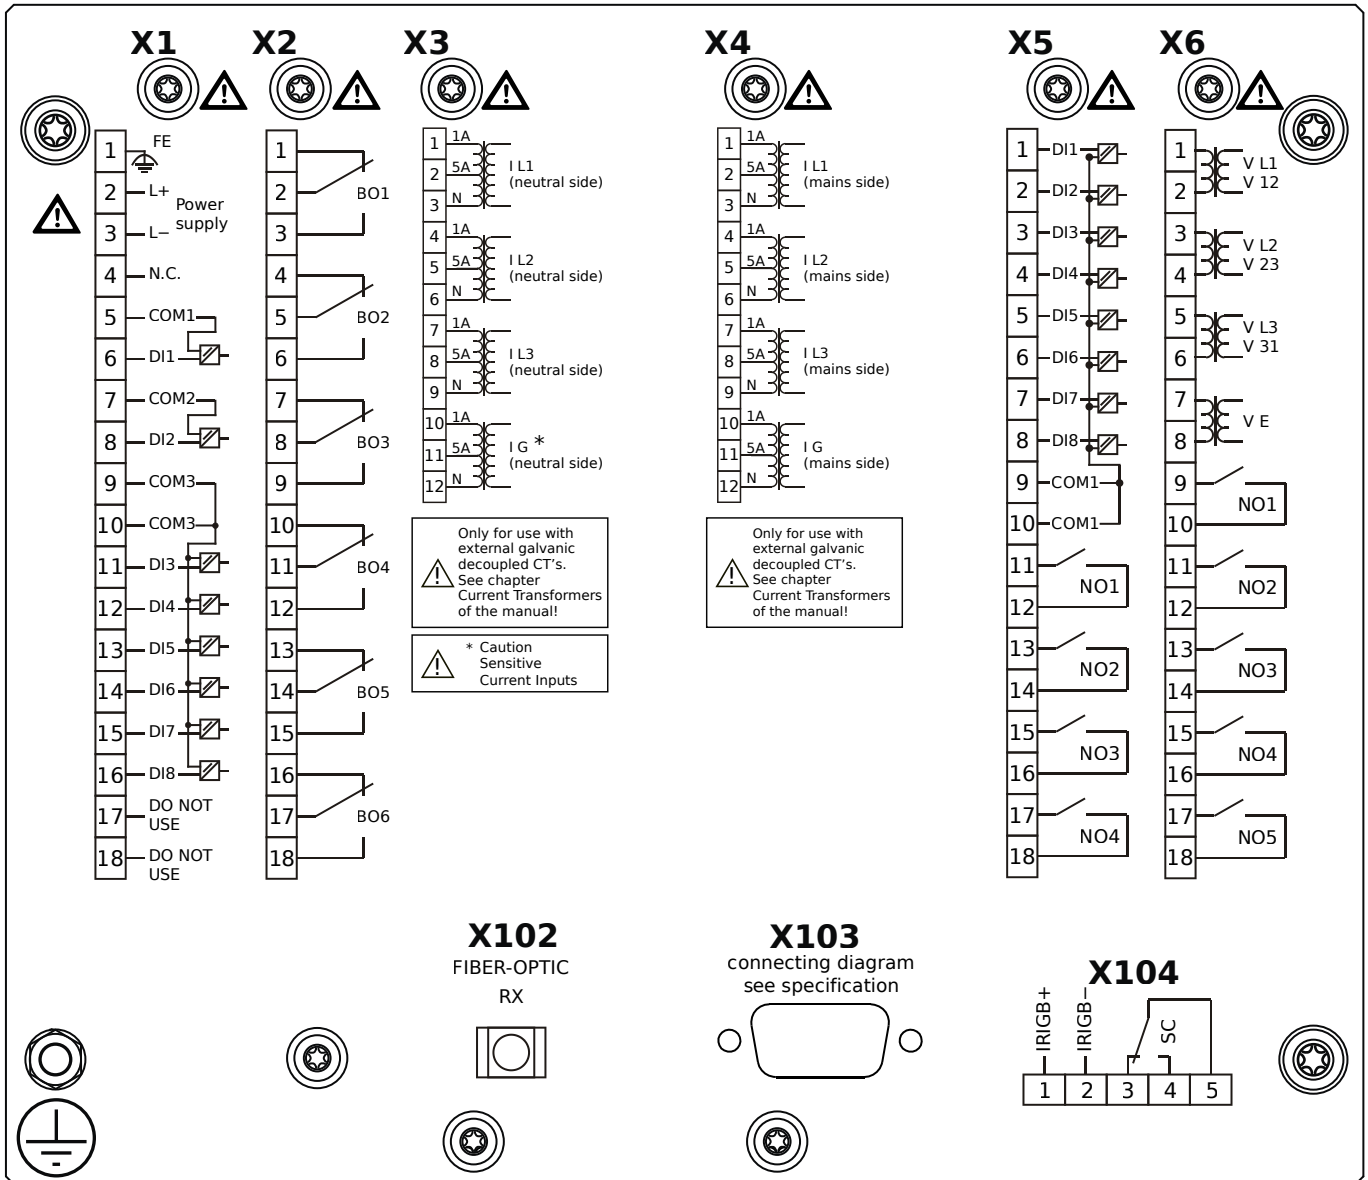 X1 X2 X3 X4 X5 X6
1 FE
2 L+
Power
supply
3 L−
4 N.C.
5 COM1
6 DI1
7 COM2
8 DI2
9 COM3
10 COM3
11 DI3
12 DI4
13 DI5
14 DI6
15 DI7
16 DI8
17 DO NOT
USE
18 DO NOT
USE
1
2 BO1
3
4
5 BO2
6
7
8 BO3
9
10
11 BO4
12
13
14 BO5
15
16
17 BO6
18
1 1A
2 5A
3 N
I L1
(neutral side)
4 1A
5 5A
6 N
I L2
(neutral side)
7 1A
8 5A
9 N
I L3
(neutral side)
10 1A
11 5A
12 N
I G *
(neutral side)
Only for use with
external galvanic
decoupled CT's.
See chapter
Current Transformers
of the manual!
* Caution
Sensitive
Current Inputs
1 1A
2 5A
3 N
I L1
(mains side)
4 1A
5 5A
6 N
I L2
(mains side)
7 1A
8 5A
9 N
I L3
(mains side)
10 1A
11 5A
12 N
I G
(mains side)
Only for use with
external galvanic
decoupled CT's.
See chapter
Current Transformers
of the manual!
1 DI1
2 DI2
3 DI3
4 DI4
5 DI5
6 DI6
7 DI7
8 DI8
9 COM1
10 COM1
11
NO1
12
13
NO2
14
15
NO3
16
17
NO4
18
1 V L1
2 V 12
3 V L2
4 V 23
5 V L3
6 V 31
7
V E
8
9
NO1
10
11
NO2
12
13
NO3
14
15
NO4
16
17
NO5
18
X102
FIBER-OPTIC
RX
X103
connecting diagram
see specification
X104
IRIGB+
IRIGB−
SC
1 2 3 4 5